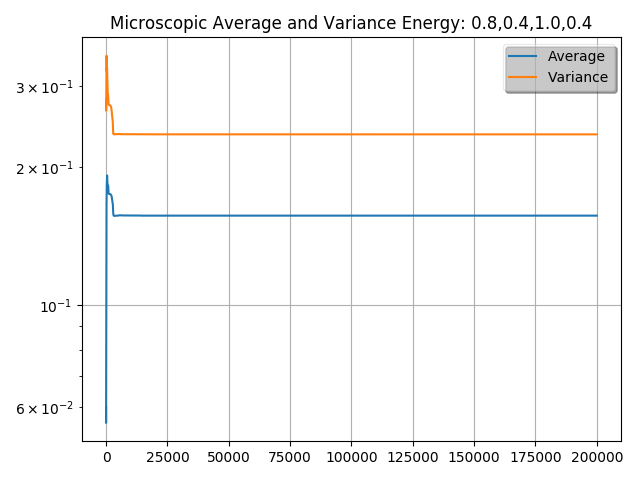 Microscopic Average and Variance Energy: 0.8,0.4,1.0,0.4
Average
Variance
3 × 10⁻¹
2 × 10⁻¹
10⁻¹
6 × 10⁻²
0 25000 50000 75000 100000 125000 150000 175000 200000